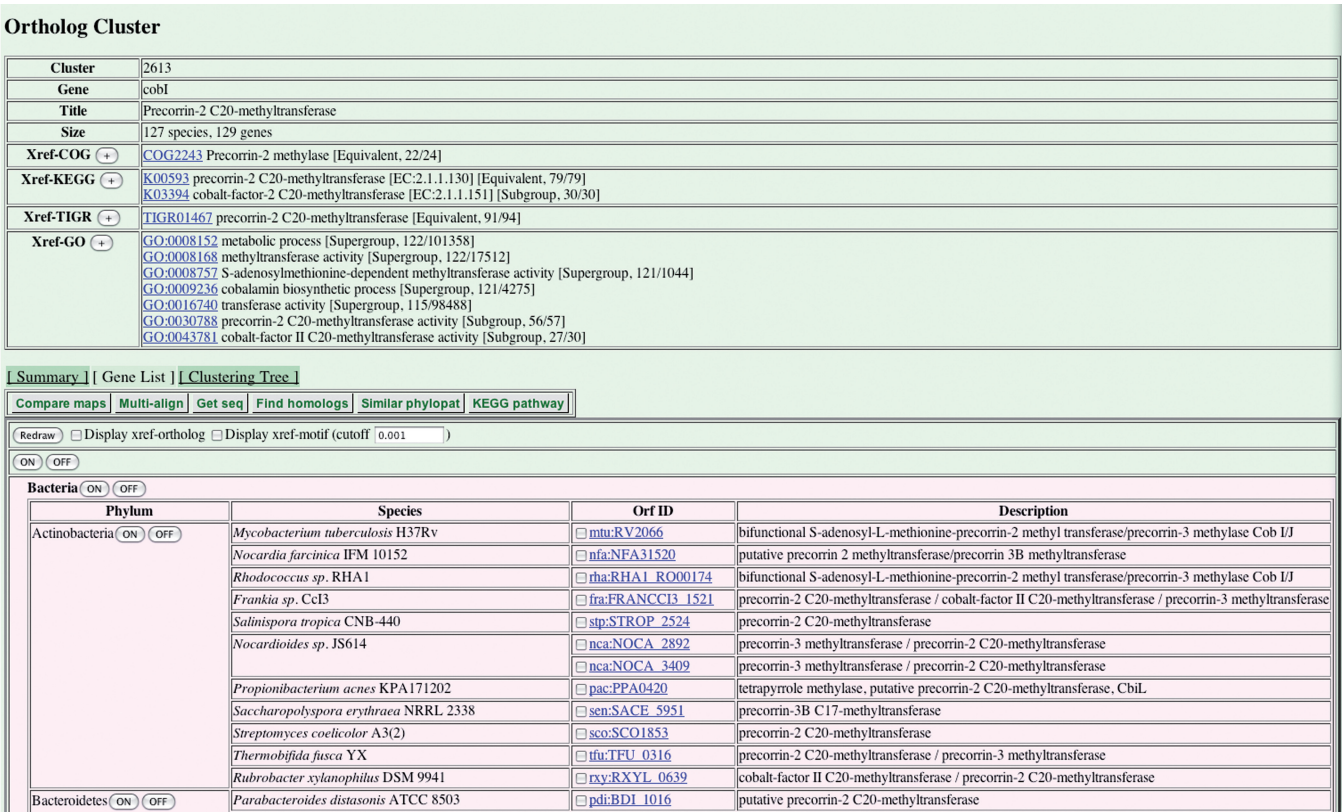 Ortholog Cluster
Cluster 2613
Gene cobI
Title Precorrin-2 C20-methyltransferase
Size 127 species, 129 genes
Xref-COG + COG2243 Precorrin-2 methylase [Equivalent, 22/24]
Xref-KEGG + K00593 precorrin-2 C20-methyltransferase [EC:2.1.1.130] [Equivalent, 79/79]
K03394 cobalt-factor-2 C20-methyltransferase [EC:2.1.1.151] [Subgroup, 30/30]
Xref-TIGR + TIGR01467 precorrin-2 C20-methyltransferase [Equivalent, 91/94]
Xref-GO + GO:0008152 metabolic process [Supergroup, 122/101358]
GO:0008168 methyltransferase activity [Supergroup, 122/17512]
GO:0008757 S-adenosylmethionine-dependent methyltransferase activity [Supergroup, 121/1044]
GO:0009236 cobalamin biosynthetic process [Supergroup, 121/4275]
GO:0016740 transferase activity [Supergroup, 115/98488]
GO:0030788 precorrin-2 C20-methyltransferase activity [Subgroup, 56/57]
GO:0043781 cobalt-factor II C20-methyltransferase activity [Subgroup, 27/30]
[ Summary ] [ Gene List ] [ Clustering Tree ]
Compare maps Multi-align Get seq Find homologs Similar phylopat KEGG pathway
Redraw Display xref-ortholog Display xref-motif (cutoff 0.001 )
ON OFF
Bacteria ON OFF
Phylum Species Orf ID Description
Actinobacteria ON OFF Mycobacterium tuberculosis H37Rv mtu:RV2066 bifunctional S-adenosyl-L-methionine-precorrin-2 methyl transferase/precorrin-3 methylase Cob I/J
Nocardia farcinica IFM 10152 nfa:NFA31520 putative precorrin 2 methyltransferase/precorrin 3B methyltransferase
Rhodococcus sp. RHA1 rha:RHA1_RO00174 bifunctional S-adenosyl-L-methionine-precorrin-2 methyl transferase/precorrin-3 methylase Cob I/J
Frankia sp. CcI3 fra:FRANCCI3_1521 precorrin-2 C20-methyltransferase / cobalt-factor II C20-methyltransferase / precorrin-3 methyltransferase
Salinispora tropica CNB-440 stp:STROP_2524 precorrin-2 C20-methyltransferase
Nocardioides sp. JS614 nca:NOCA_2892 precorrin-3 methyltransferase / precorrin-2 C20-methyltransferase
nca:NOCA_3409 precorrin-3 methyltransferase / precorrin-2 C20-methyltransferase
Propionibacterium acnes KPA171202 pac:PPA0420 tetrapyrrole methylase, putative precorrin-2 C20-methyltransferase, CbiL
Saccharopolyspora erythraea NRRL 2338 sen:SACE_5951 precorrin-3B C17-methyltransferase
Streptomyces coelicolor A3(2) sco:SCO1853 precorrin-2 C20-methyltransferase
Thermobifida fusca YX tfu:TFU_0316 precorrin-2 C20-methyltransferase / precorrin-3 methyltransferase
Rubrobacter xylanophilus DSM 9941 rxy:RXYL_0639 cobalt-factor II C20-methyltransferase / precorrin-2 C20-methyltransferase
Bacteroidetes ON OFF Parabacteroides distasonis ATCC 8503 pdi:BDI_1016 putative precorrin-2 C20-methyltransferase